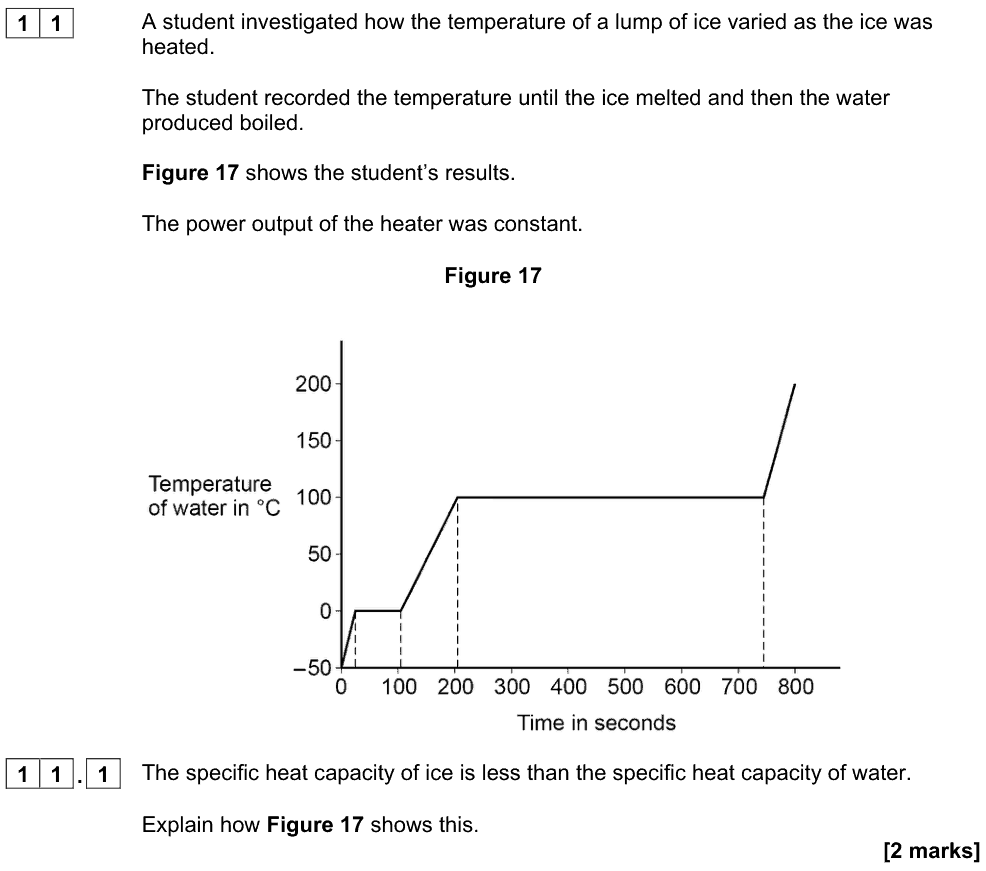 1 1 A student investigated how the temperature of a lump of ice varied as the ice was
heated.
The student recorded the temperature until the ice melted and then the water
produced boiled.
Figure 17 shows the student’s results.
The power output of the heater was constant.
Figure 17
200
150
Temperature
of water in °C
100
50
0
–50
0 100 200 300 400 500 600 700 800
Time in seconds
1 1 . 1 The specific heat capacity of ice is less than the specific heat capacity of water.
Explain how Figure 17 shows this.
[2 marks]